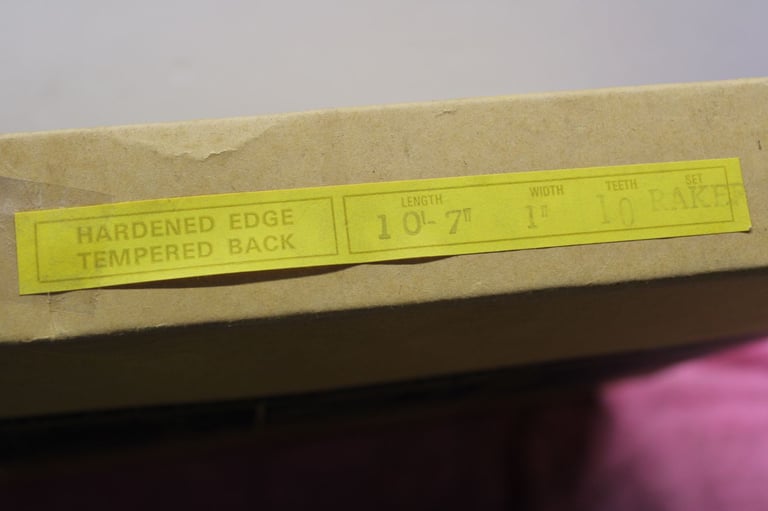 HARDENED EDGE
TEMPERED BACK
LENGTH WIDTH TEETH SET
10'-7" 1" 10 RAKER